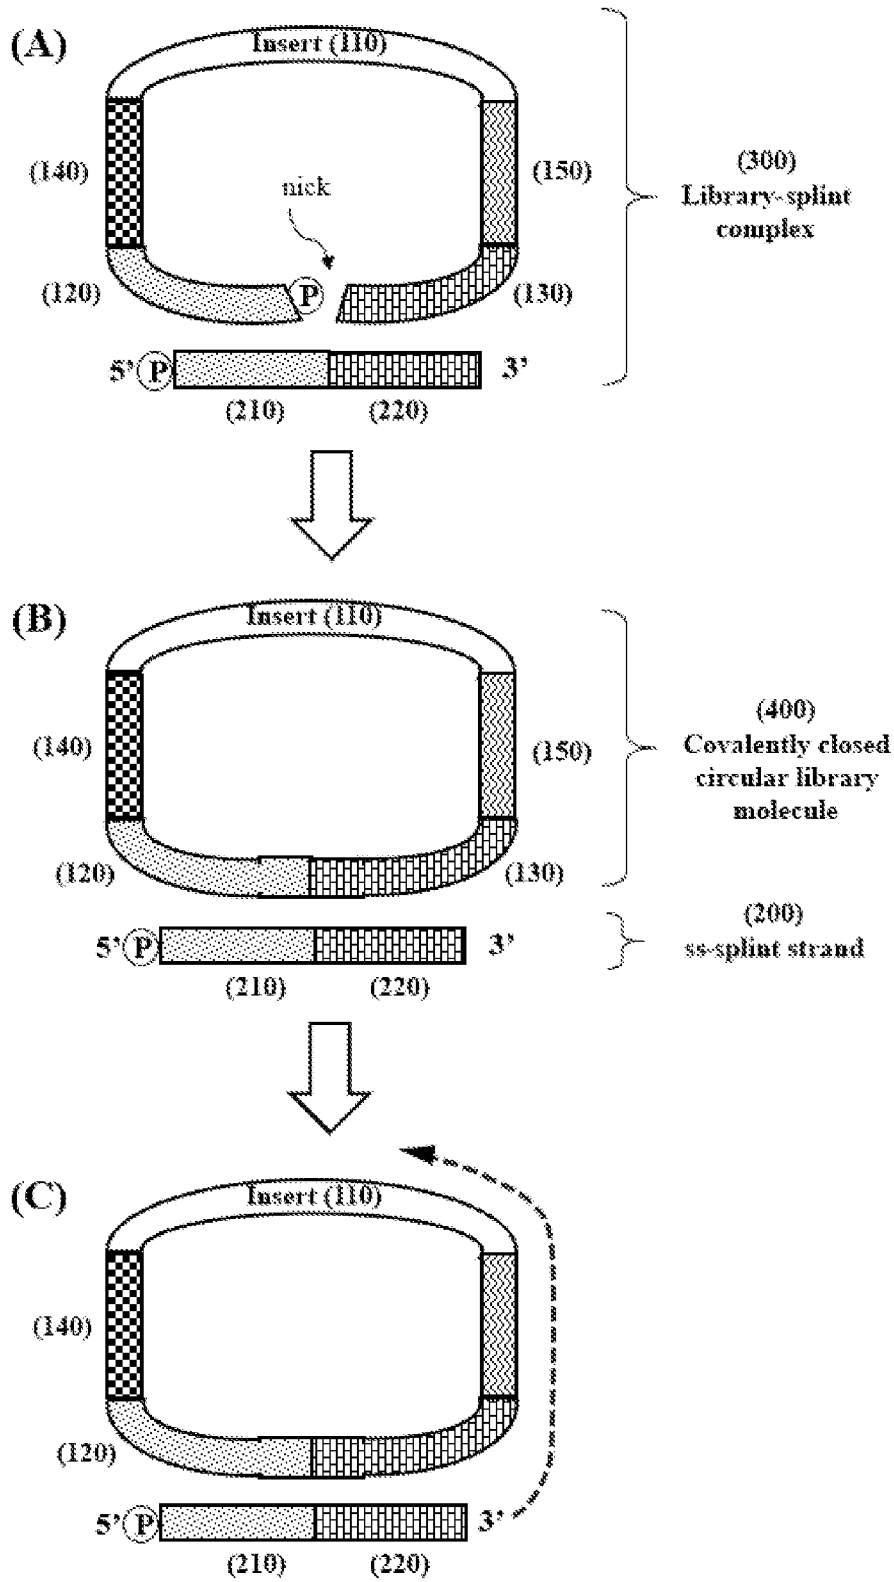 (A)
Insert (110)
(140)
(150)
nick
(120)
P
(130)
(300)
Library-splint
complex
5’ P 3’
(210) (220)
(B)
Insert (110)
(140)
(150)
(120)
(130)
(400)
Covalently closed
circular library
molecule
5’ P 3’
(210) (220)
(200)
ss-splint strand
(C)
Insert (110)
(140)
(120)
5’ P 3’
(210) (220)